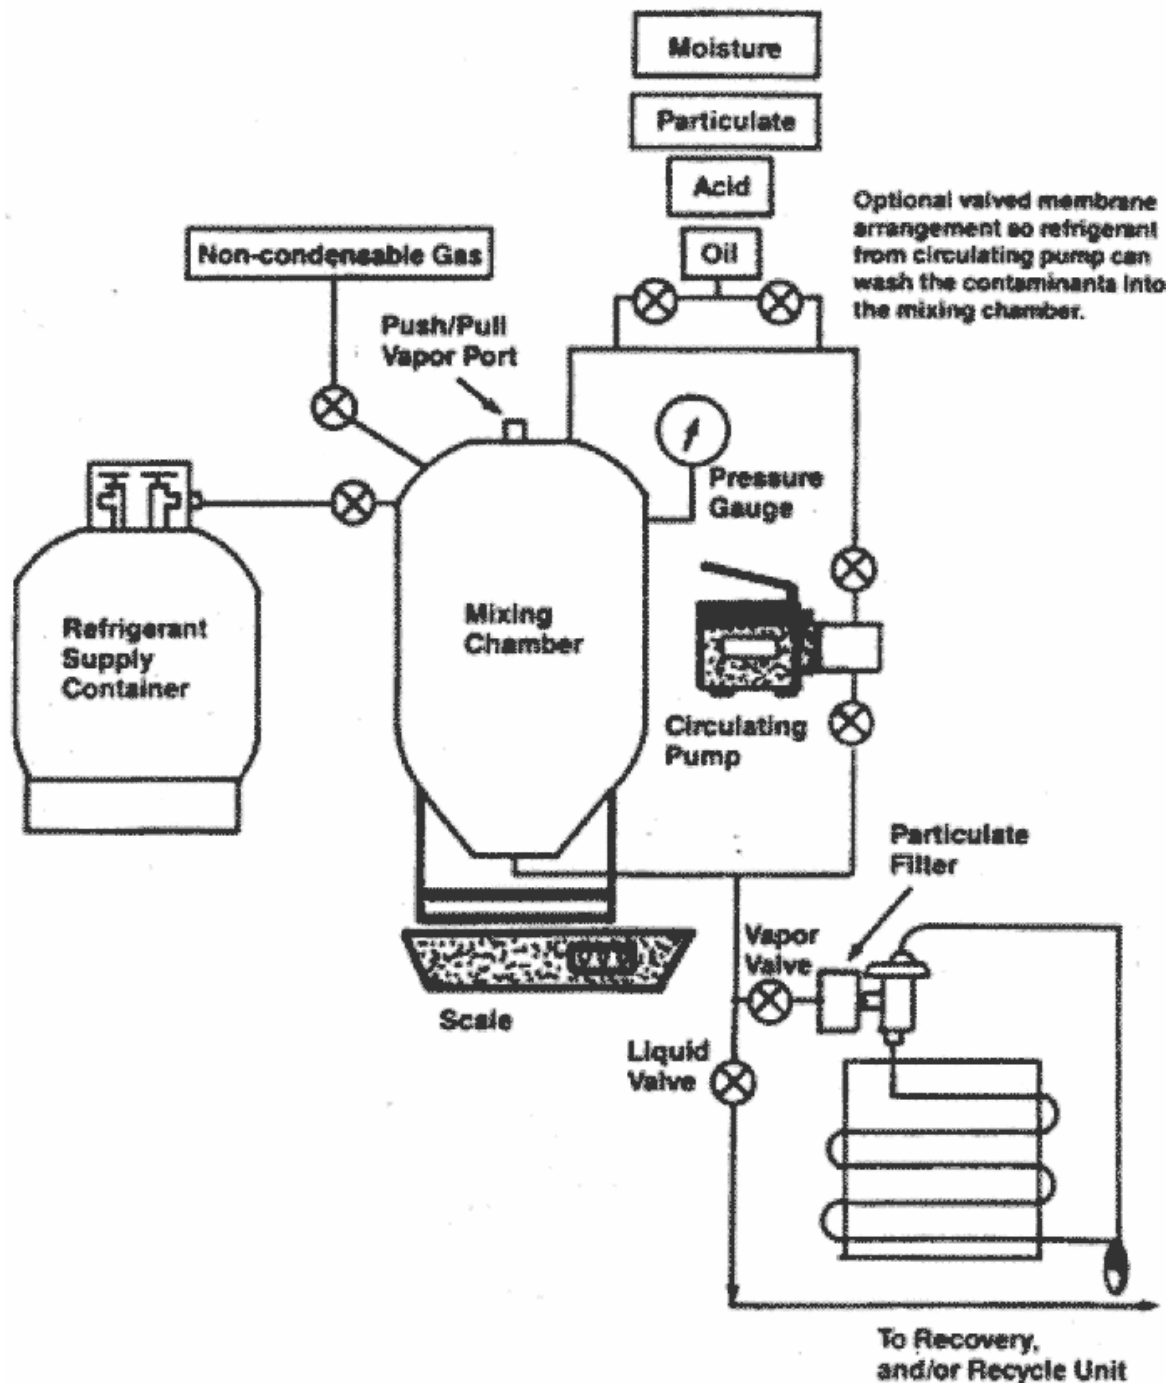 Moisture
Particulate
Acid
Oil
Optional valved membrane
arrangement so refrigerant
from circulating pump can
wash the contaminants into
the mixing chamber.
Non-condensable Gas
Push/Pull
Vapor Port
Pressure
Gauge
Refrigerant
Supply
Container
Mixing
Chamber
Circulating
Pump
Particulate
Filter
Vapor
Valve
Scale
Liquid
Valve
To Recovery,
and/or Recycle Unit